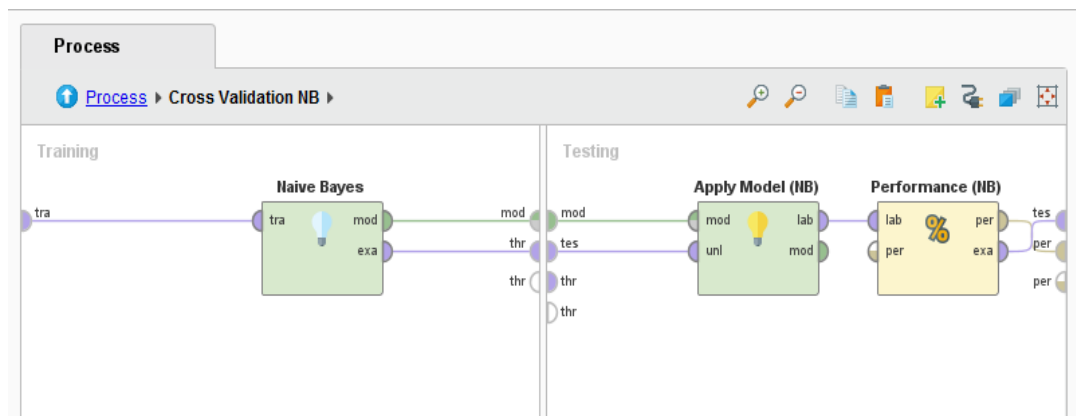 Process
Process ▸ Cross Validation NB ▸
Training
Testing
Naive Bayes
Apply Model (NB)
Performance (NB)
tra
tra
mod
mod
mod
mod
lab
lab
per
tes
exa
thr
tes
unl
mod
per
exa
per
thr
thr
per
thr